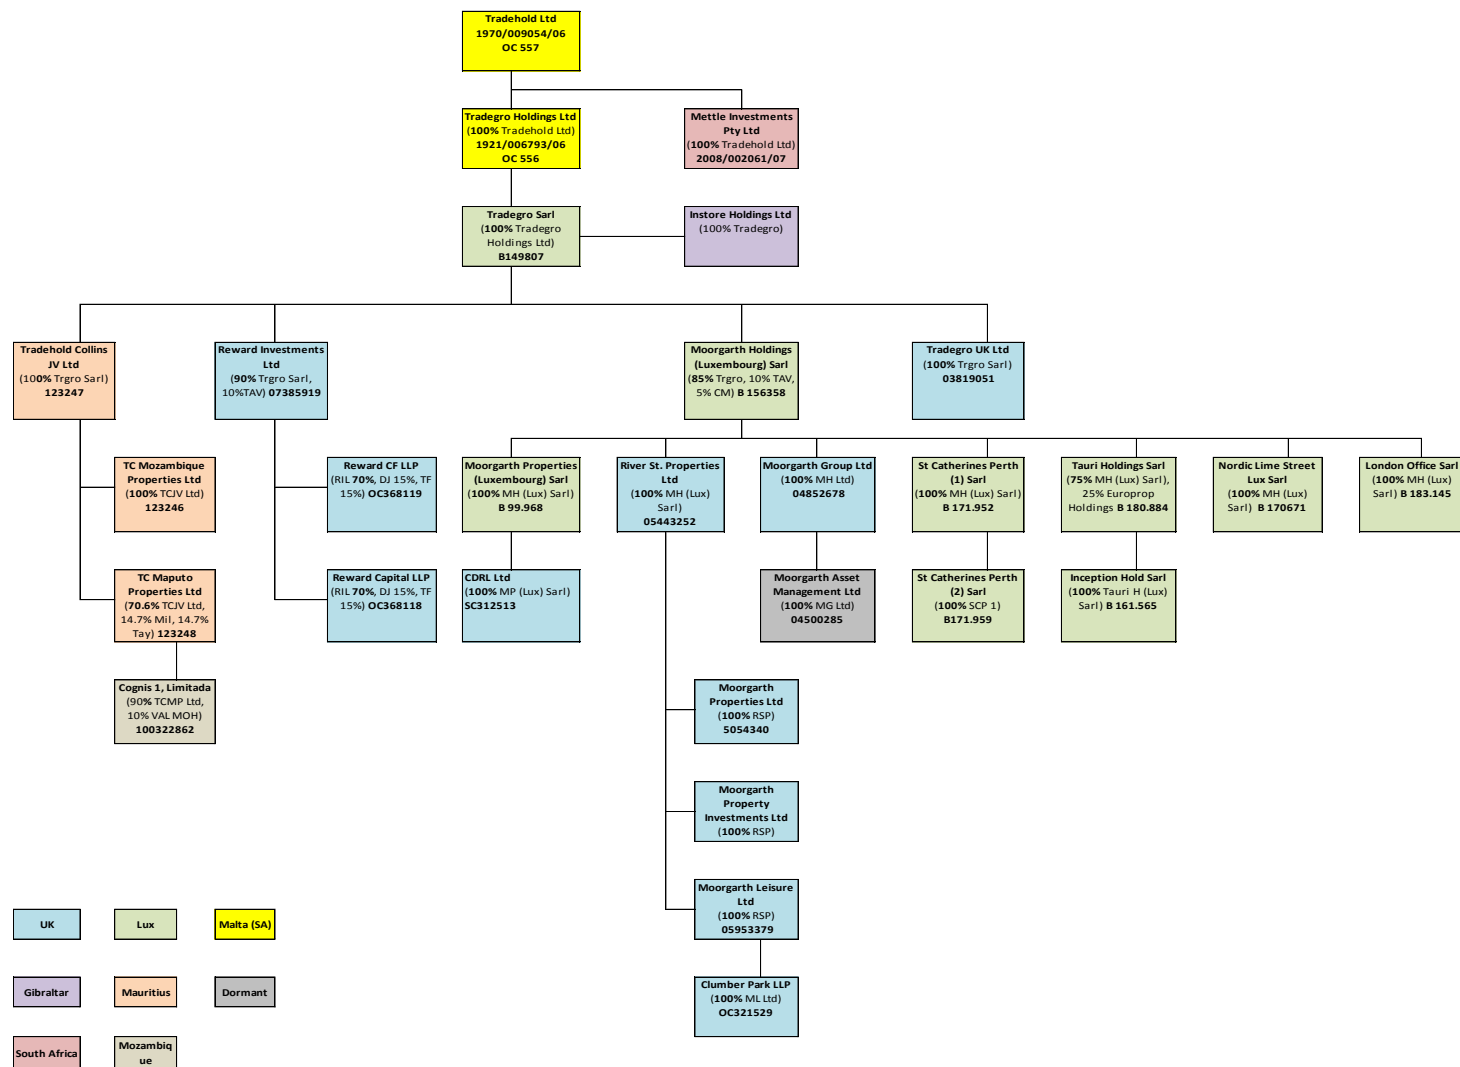 Tradehold Ltd
1970/009054/06
OC 557
Tradegro Holdings Ltd
(100% Tradehold Ltd)
1921/006793/06
OC 556
Mettle Investments
Pty Ltd
(100% Tradehold Ltd)
2008/002061/07
Tradegro Sarl
(100% Tradegro
Holdings Ltd)
B149807
Instore Holdings Ltd
(100% Tradegro)
Tradehold Collins
JV Ltd
(100% Trgro Sarl)
123247
Reward Investments
Ltd
(90% Trgro Sarl,
10%TAV) 07385919
Moorgarth Holdings
(Luxembourg) Sarl
(85% Trgro, 10% TAV,
5% CM) B 156358
Tradegro UK Ltd
(100% Trgro Sarl)
03819051
TC Mozambique
Properties Ltd
(100% TCJV Ltd)
123246
Reward CF LLP
(RIL 70%, DJ 15%, TF
15%) OC368119
Moorgarth Properties
(Luxembourg) Sarl
(100% MH (Lux) Sarl)
B 99.968
River St. Properties
Ltd
(100% MH (Lux)
Sarl)
05443252
Moorgarth Group Ltd
(100% MH Ltd)
04852678
St Catherines Perth
(1) Sarl
(100% MH (Lux) Sarl)
B 171.952
Tauri Holdings Sarl
(75% MH (Lux) Sarl),
25% Europrop
Holdings B 180.884
Nordic Lime Street
Lux Sarl
(100% MH (Lux)
Sarl) B 170671
London Office Sarl
(100% MH (Lux)
Sarl) B 183.145
TC Maputo
Properties Ltd
(70.6% TCJV Ltd,
14.7% Mil, 14.7%
Tay) 123248
Reward Capital LLP
(RIL 70%, DJ 15%, TF
15%) OC368118
CDRL Ltd
(100% MP (Lux) Sarl)
SC312513
Moorgarth Asset
Management Ltd
(100% MG Ltd)
04500285
St Catherines Perth
(2) Sarl
(100% SCP 1)
B171.959
Inception Hold Sarl
(100% Tauri H (Lux)
Sarl) B 161.565
Cognis 1, Limitada
(90% TCMP Ltd,
10% VAL MOH)
100322862
Moorgarth
Properties Ltd
(100% RSP)
5054340
Moorgarth
Property
Investments Ltd
(100% RSP)
Moorgarth Leisure
Ltd
(100% RSP)
05953379
Clumber Park LLP
(100% ML Ltd)
OC321529
UK
Lux
Malta (SA)
Gibraltar
Mauritius
Dormant
South Africa
Mozambiq
ue